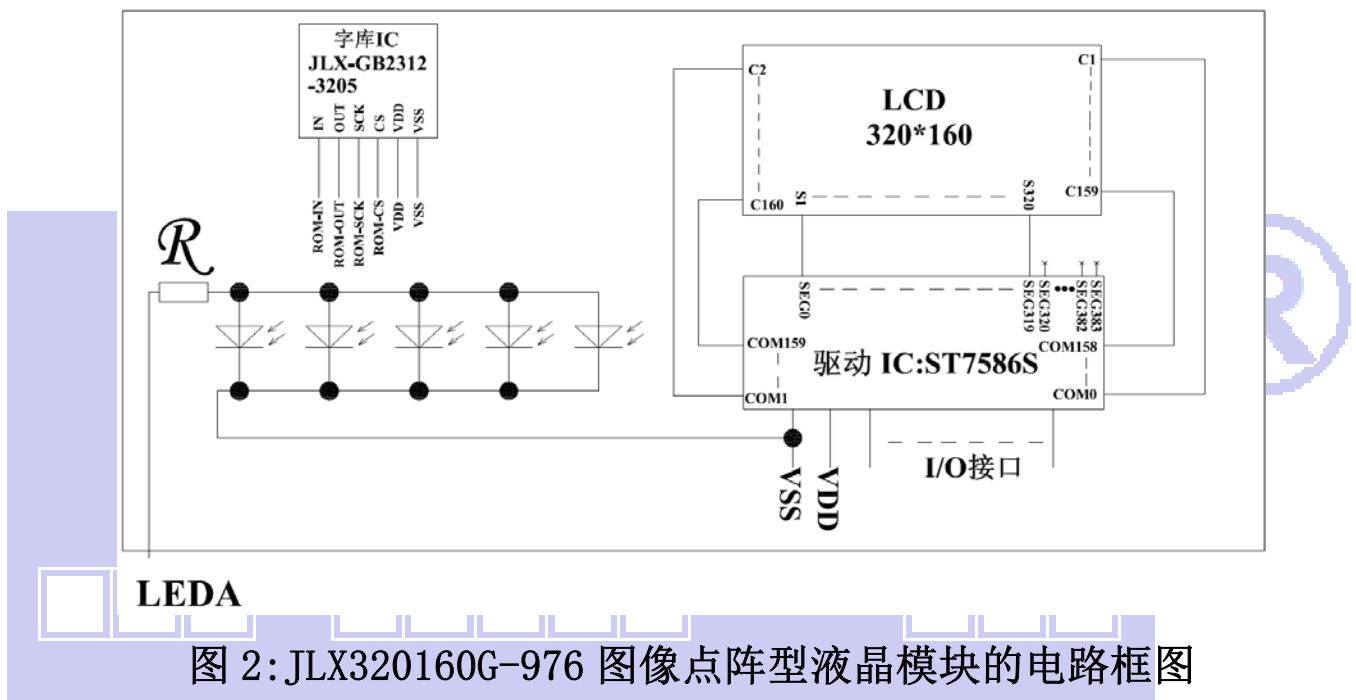 字库IC
JLX-GB2312
-3205
IN
OUT
SCK
CS
VDD
VSS
ROM-IN
ROM-OUT
ROM-SCK
ROM-CS
VDD
VSS
R
LEDA
C2
C1
LCD
320*160
C160
S1
S320
C159
SEG0
SEG319
SEG320
SEG382
SEG383
COM159
COM158
驱动 IC:ST7586S
COM1
COM0
VSS
VDD
I/O接口
R
图 2:JLX320160G-976 图像点阵型液晶模块的电路框图